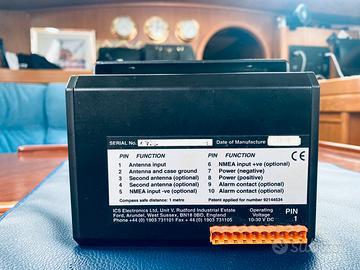 SERIAL No. Date of Manufacture
PIN FUNCTION PIN FUNCTION
1 Antenna input 6 NMEA input +ve (optional)
2 Antenna and case ground 7 Power (negative)
3 Second antenna (optional) 8 Power (positive)
4 Second antenna (optional) 9 Alarm contact (optional)
5 NMEA input -ve (optional) 10 Alarm contact (optional)
CE
Compass safe distance: 1 metre Patent applied for number 92144534
ICS Electronics Ltd, Unit V, Rudford Industrial Estate
Ford, Arundel, West Sussex, BN18 0BD, England
Phone +44 (0) 1903 731101 Fax +44 (0) 1903 731105
Operating
Voltage
10-30 V DC
PIN
1
subito